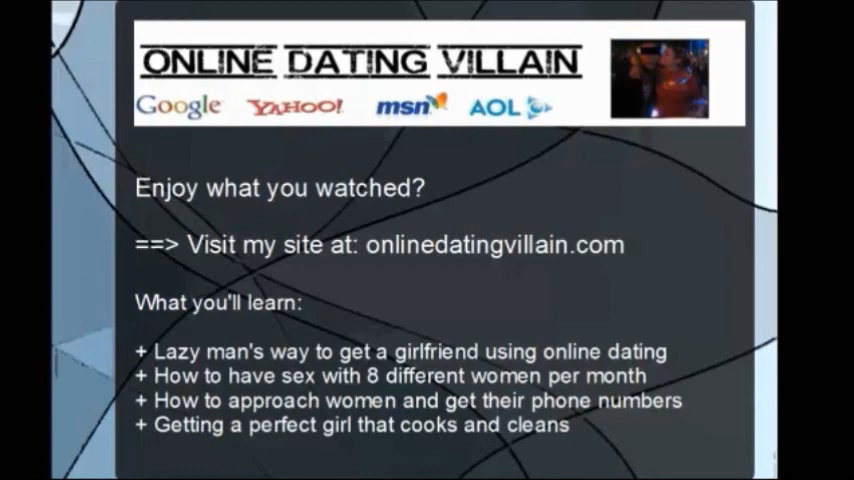 ONLINE DATING VILLAIN
Google YAHOO! msn AOL
Enjoy what you watched?
==> Visit my site at: onlinedatingvillain.com
What you'll learn:
+ Lazy man's way to get a girlfriend using online dating
+ How to have sex with 8 different women per month
+ How to approach women and get their phone numbers
+ Getting a perfect girl that cooks and cleans